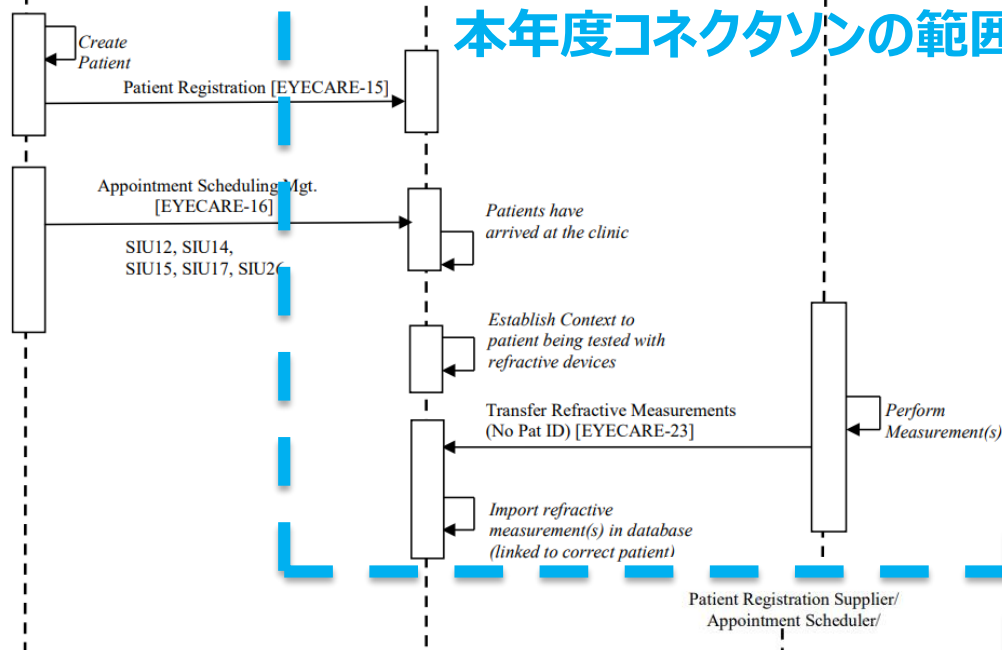 本年度コネクタソンの範囲
Create
Patient
Patient Registration [EYECARE-15]
Appointment Scheduling Mgt.
[EYECARE-16]
SIU12, SIU14,
SIU15, SIU17, SIU26
Patients have
arrived at the clinic
Establish Context to
patient being tested with
refractive devices
Transfer Refractive Measurements
(No Pat ID) [EYECARE-23]
Perform
Measurement(s)
Import refractive
measurement(s) in database
(linked to correct patient)
Patient Registration Supplier/
Appointment Scheduler/